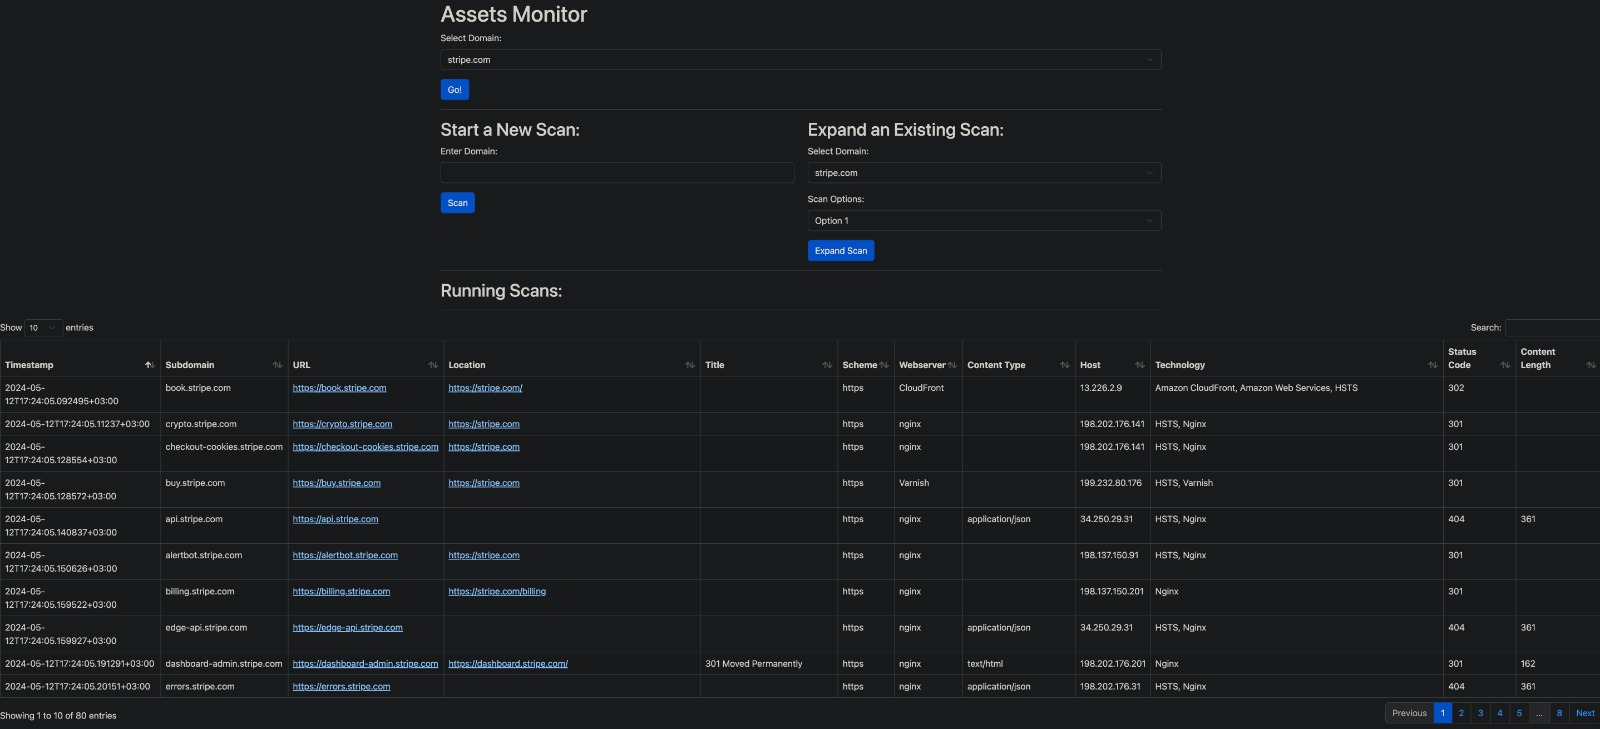 Assets Monitor
Select Domain:
stripe.com
Go!
Start a New Scan:
Enter Domain:
Scan
Expand an Existing Scan:
Select Domain:
stripe.com
Scan Options:
Option 1
Expand Scan
Running Scans:
Show 10 entries
Search:
Timestamp Subdomain URL Location Title Scheme Webserver Content Type Host Technology Status Code Content Length
2024-05-12T17:24:05.092495+03:00 book.stripe.com https://book.stripe.com https://stripe.com/ https CloudFront 13.226.2.9 Amazon CloudFront, Amazon Web Services, HSTS 302
2024-05-12T17:24:05.11237+03:00 crypto.stripe.com https://crypto.stripe.com https://stripe.com https nginx 198.202.176.141 HSTS, Nginx 301
2024-05-12T17:24:05.128554+03:00 checkout-cookies.stripe.com https://checkout-cookies.stripe.com https://stripe.com https nginx 198.202.176.141 HSTS, Nginx 301
2024-05-12T17:24:05.128572+03:00 buy.stripe.com https://buy.stripe.com https://stripe.com https Varnish 199.232.80.176 HSTS, Varnish 301
2024-05-12T17:24:05.140837+03:00 api.stripe.com https://api.stripe.com https nginx application/json 34.250.29.31 HSTS, Nginx 404 361
2024-05-12T17:24:05.150626+03:00 alertbot.stripe.com https://alertbot.stripe.com https://stripe.com https nginx 198.137.150.91 HSTS, Nginx 301
2024-05-12T17:24:05.159522+03:00 billing.stripe.com https://billing.stripe.com https://stripe.com/billing https nginx 198.137.150.201 Nginx 301
2024-05-12T17:24:05.159927+03:00 edge-api.stripe.com https://edge-api.stripe.com https nginx application/json 34.250.29.31 HSTS, Nginx 404 361
2024-05-12T17:24:05.191291+03:00 dashboard-admin.stripe.com https://dashboard-admin.stripe.com https://dashboard.stripe.com/ 301 Moved Permanently https nginx text/html 198.202.176.201 Nginx 301 162
2024-05-12T17:24:05.20151+03:00 errors.stripe.com https://errors.stripe.com https nginx application/json 198.202.176.31 HSTS, Nginx 404 361
Showing 1 to 10 of 80 entries
Previous 1 2 3 4 5 … 8 Next